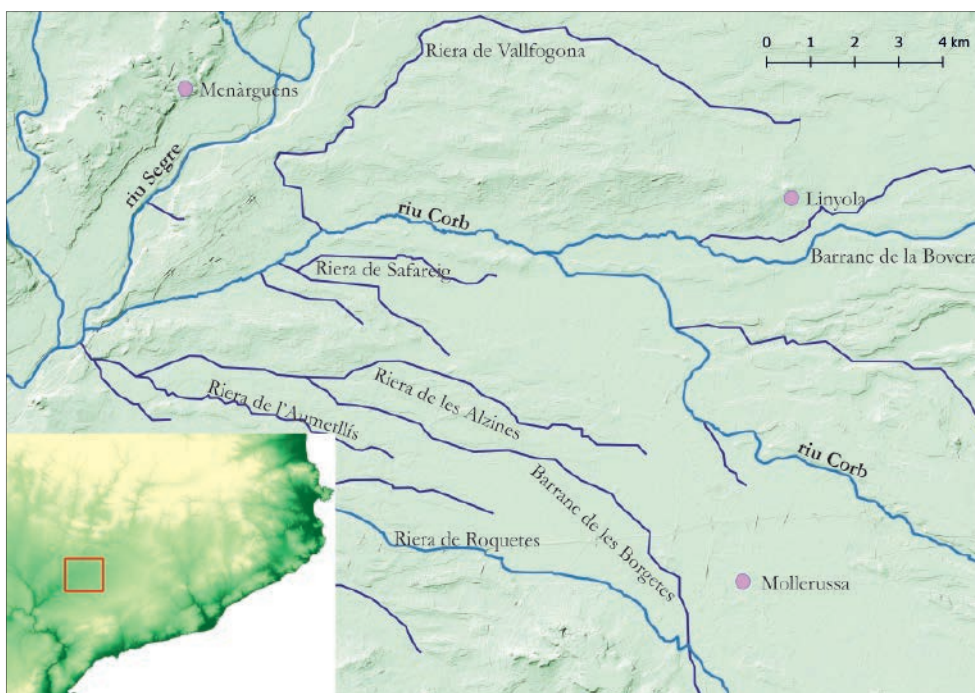 Riera de Vallfogona
0 1 2 3 4 km
Menàrguens
riu Segre
Linyola
riu Corb
Barranc de la Bovera
Riera de Safareig
Riera de les Alzines
Riera de l'Aumetllís
riu Corb
Barranc de les Borgetes
Riera de Roquetes
Mollerussa